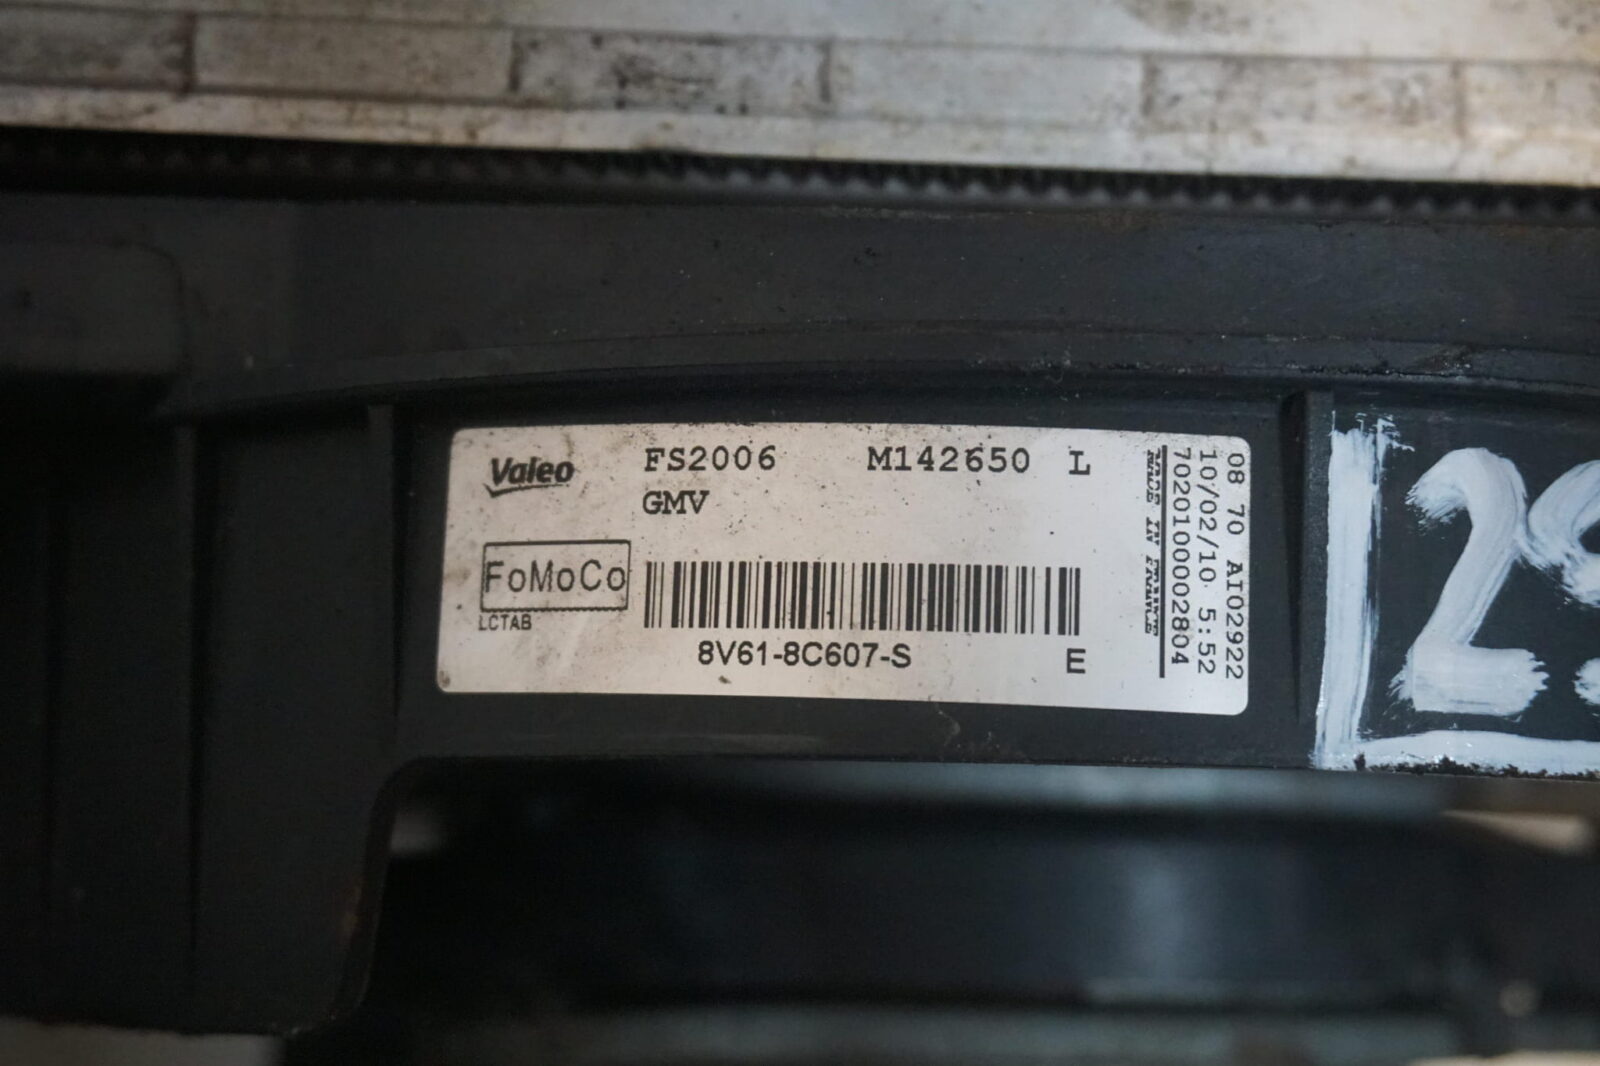 Valeo
FS2006 M142650 L
GMV
FoMoCo
LCTAB
8V61-8C607-S
E
08 70 AI02922
10/02/10 5:52
70201000002804
MADE IN FRANCE